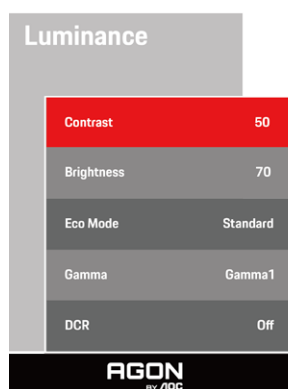 Luminance
Contrast 50
Brightness 70
Eco Mode Standard
Gamma Gamma1
DCR Off
AGON
BY AOC